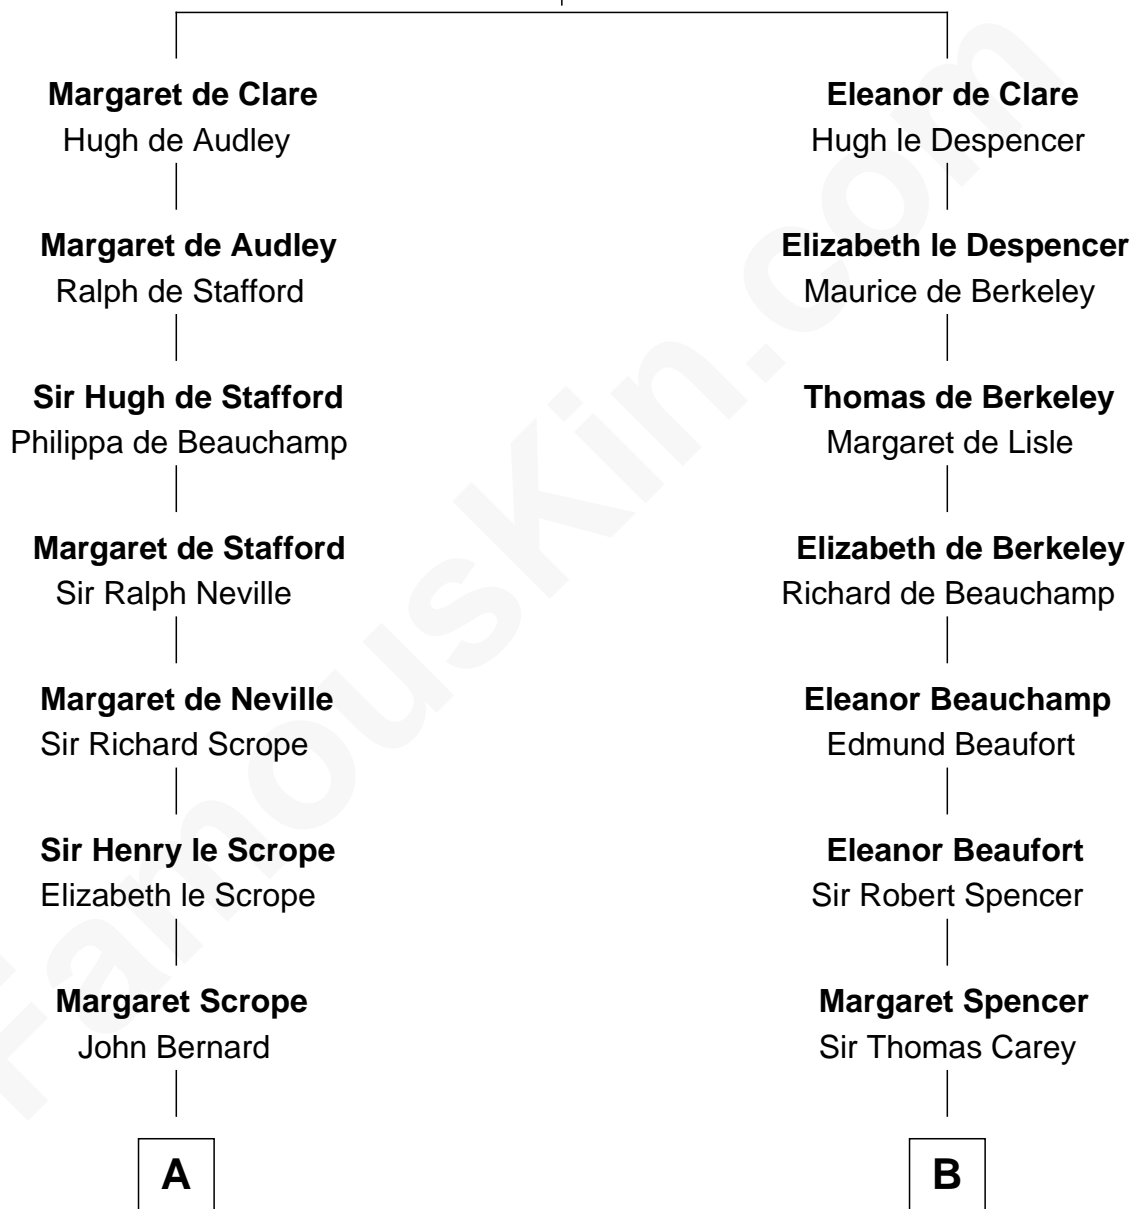 Margaret de Clare
Hugh de Audley
Margaret de Audley
Ralph de Stafford
Sir Hugh de Stafford
Philippa de Beauchamp
Margaret de Stafford
Sir Ralph Neville
Margaret de Neville
Sir Richard Scrope
Sir Henry le Scrope
Elizabeth le Scrope
Margaret Scrope
John Bernard
A
Eleanor de Clare
Hugh le Despencer
Elizabeth le Despencer
Maurice de Berkeley
Thomas de Berkeley
Margaret de Lisle
Elizabeth de Berkeley
Richard de Beauchamp
Eleanor Beauchamp
Edmund Beaufort
Eleanor Beaufort
Sir Robert Spencer
Margaret Spencer
Sir Thomas Carey
B
FamousKin.com